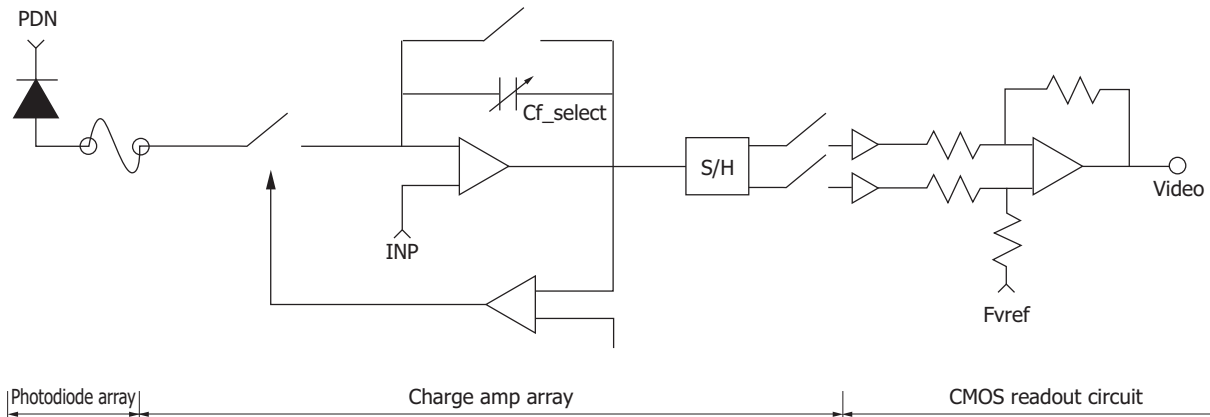 PDN
Cf_select
S/H
Video
INP
Fvref
Photodiode array
Charge amp array
CMOS readout circuit